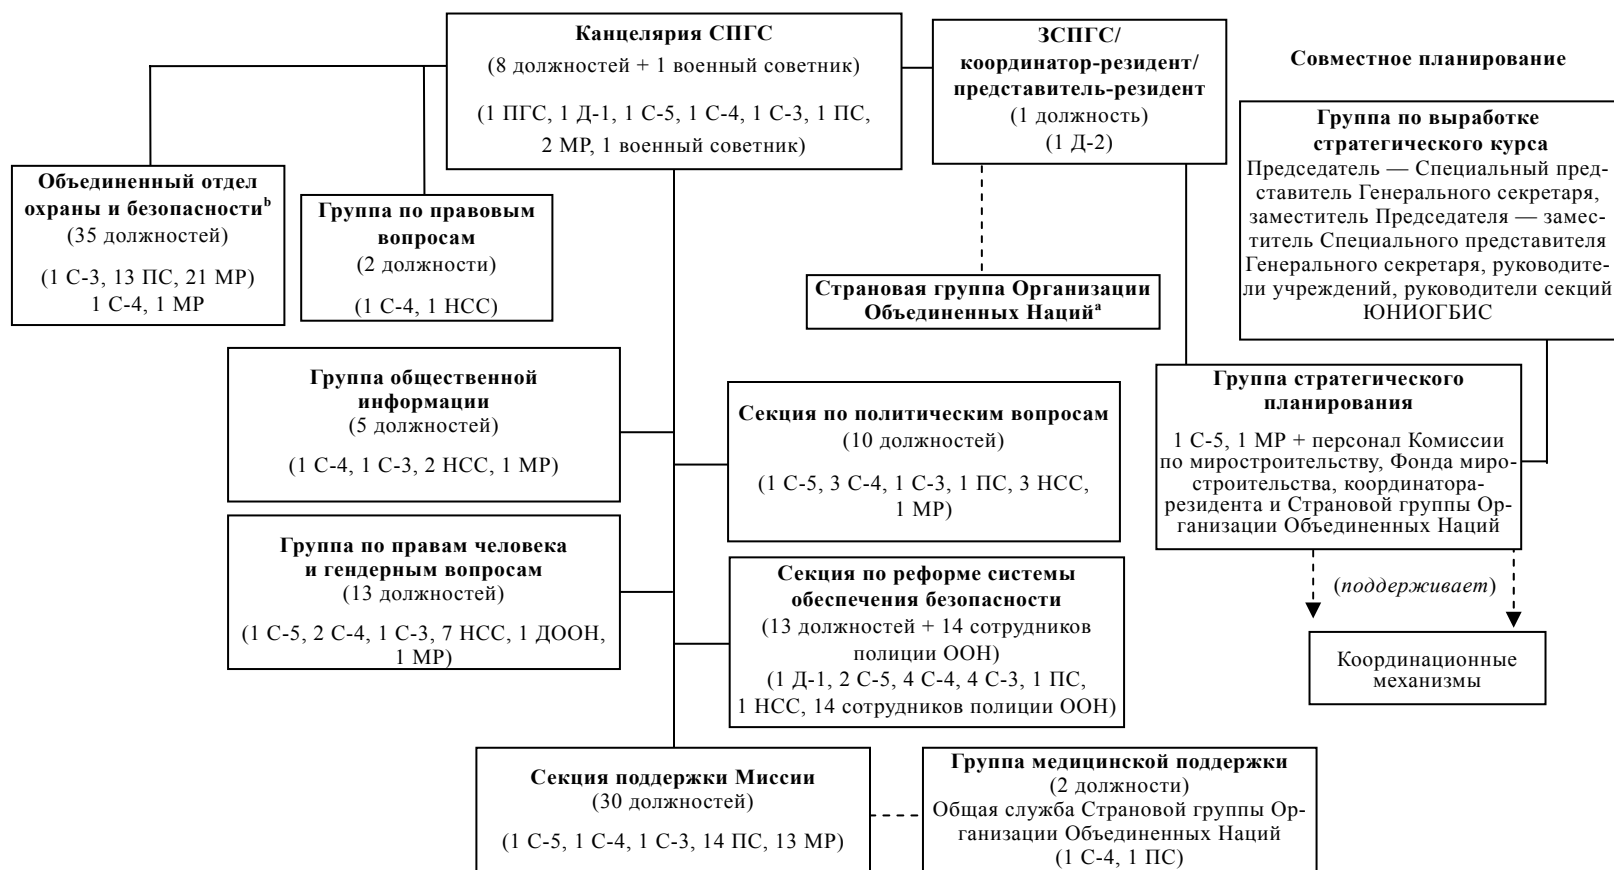 Канцелярия СПГС
(8 должностей + 1 военный советник)
(1 ПГС, 1 Д-1, 1 С-5, 1 С-4, 1 С-3, 1 ПС,
2 МР, 1 военный советник)
ЗСПГС/
координатор-резидент/
представитель-резидент
(1 должность)
(1 Д-2)
Совместное планирование
Группа по выработке
стратегического курса
Председатель — Специальный пред-
ставитель Генерального секретаря,
заместитель Председателя — замес-
титель Специального представителя
Генерального секретаря, руководите-
ли учреждений, руководители секций
ЮНИОГБИС
Объединенный отдел
охраны и безопасностиᵇ
(35 должностей)
(1 С-3, 13 ПС, 21 МР)
1 С-4, 1 МР
Группа по правовым
вопросам
(2 должности)
(1 С-4, 1 НСС)
Страновая группа Организации
Объединенных Нацийᵃ
Группа общественной
информации
(5 должностей)
(1 С-4, 1 С-3, 2 НСС, 1 МР)
Секция по политическим вопросам
(10 должностей)
(1 С-5, 3 С-4, 1 С-3, 1 ПС, 3 НСС,
1 МР)
Группа стратегического
планирования
1 С-5, 1 МР + персонал Комиссии
по миростроительству, Фонда миро-
строительства, координатора-
резидента и Страновой группы Ор-
ганизации Объединенных Наций
Группа по правам человека
и гендерным вопросам
(13 должностей)
(1 С-5, 2 С-4, 1 С-3, 7 НСС, 1 ДООН,
1 МР)
Секция по реформе системы
обеспечения безопасности
(13 должностей + 14 сотрудников
полиции ООН)
(1 Д-1, 2 С-5, 4 С-4, 4 С-3, 1 ПС,
1 НСС, 14 сотрудников полиции ООН)
(поддерживает)
Координационные
механизмы
Секция поддержки Миссии
(30 должностей)
(1 С-5, 1 С-4, 1 С-3, 14 ПС, 13 МР)
Группа медицинской поддержки
(2 должности)
Общая служба Страновой группы Ор-
ганизации Объединенных Наций
(1 С-4, 1 ПС)